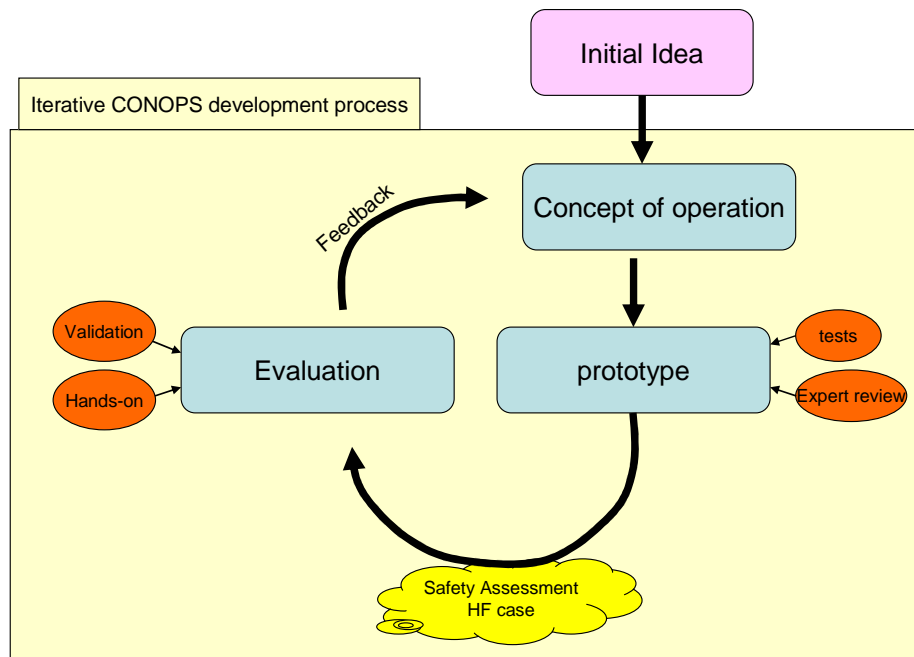 Initial Idea
Iterative CONOPS development process
Concept of operation
Feedback
Validation
Hands-on
Evaluation
prototype
tests
Expert review
Safety Assessment
HF case